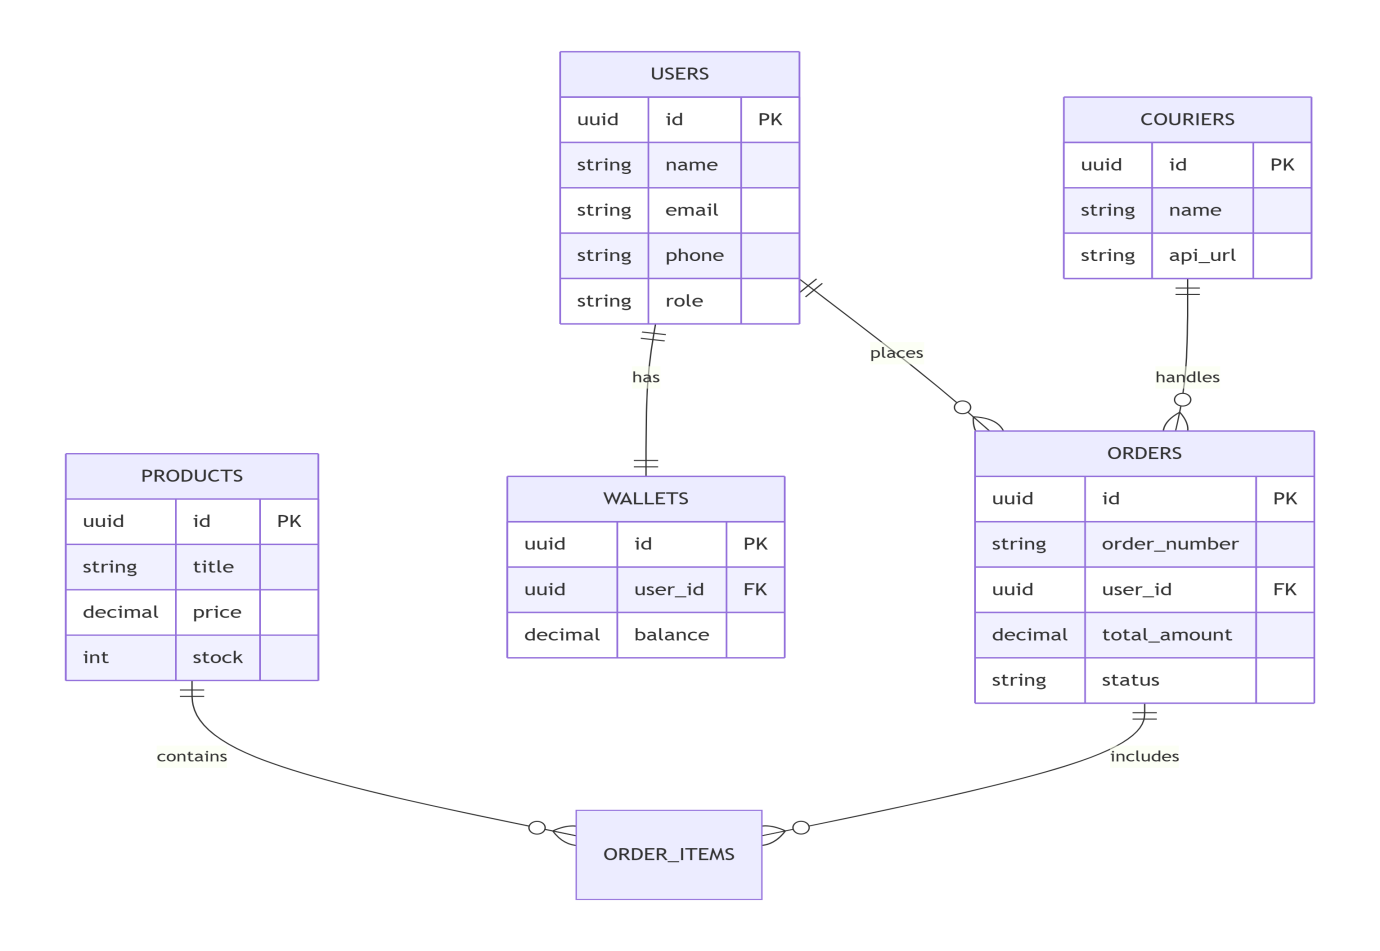 USERS
uuid id PK
string name
string email
string phone
string role
COURIERS
uuid id PK
string name
string api_url
places
has
handles
PRODUCTS
uuid id PK
string title
decimal price
int stock
WALLETS
uuid id PK
uuid user_id FK
decimal balance
ORDERS
uuid id PK
string order_number
uuid user_id FK
decimal total_amount
string status
contains
includes
ORDER_ITEMS